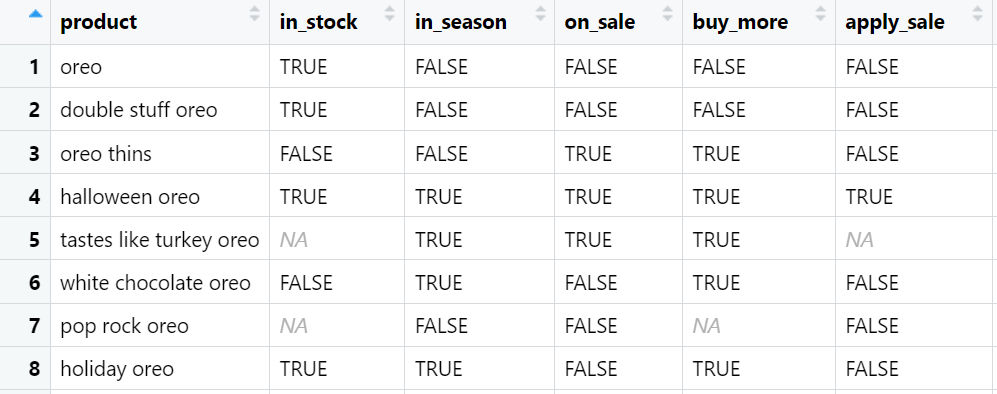 product in_stock in_season on_sale buy_more apply_sale
1 oreo TRUE FALSE FALSE FALSE FALSE
2 double stuff oreo TRUE FALSE FALSE FALSE FALSE
3 oreo thins FALSE FALSE TRUE TRUE FALSE
4 halloween oreo TRUE TRUE TRUE TRUE TRUE
5 tastes like turkey oreo NA TRUE TRUE TRUE NA
6 white chocolate oreo FALSE TRUE FALSE TRUE FALSE
7 pop rock oreo NA FALSE FALSE NA FALSE
8 holiday oreo TRUE TRUE FALSE TRUE FALSE